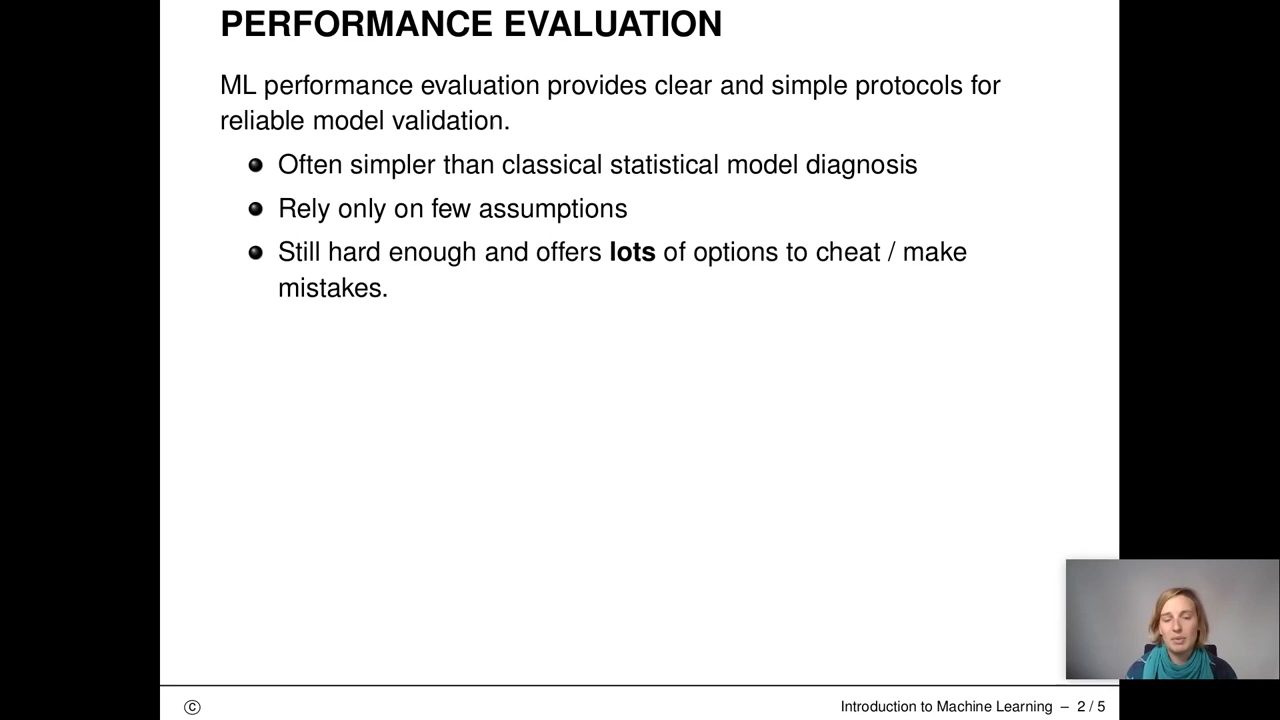 PERFORMANCE EVALUATION
ML performance evaluation provides clear and simple protocols for
reliable model validation.
Often simpler than classical statistical model diagnosis
Rely only on few assumptions
Still hard enough and offers lots of options to cheat / make
mistakes.
© Introduction to Machine Learning – 2 / 5